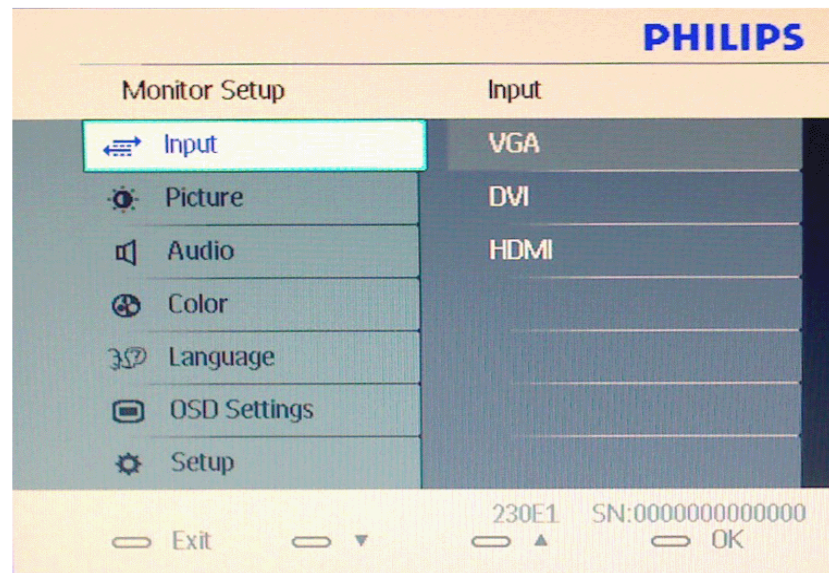 PHILIPS
Monitor Setup
Input
Input
VGA
Picture
DVI
Audio
HDMI
Color
Language
OSD Settings
Setup
230E1 SN:0000000000000
Exit ▼ ▲ OK